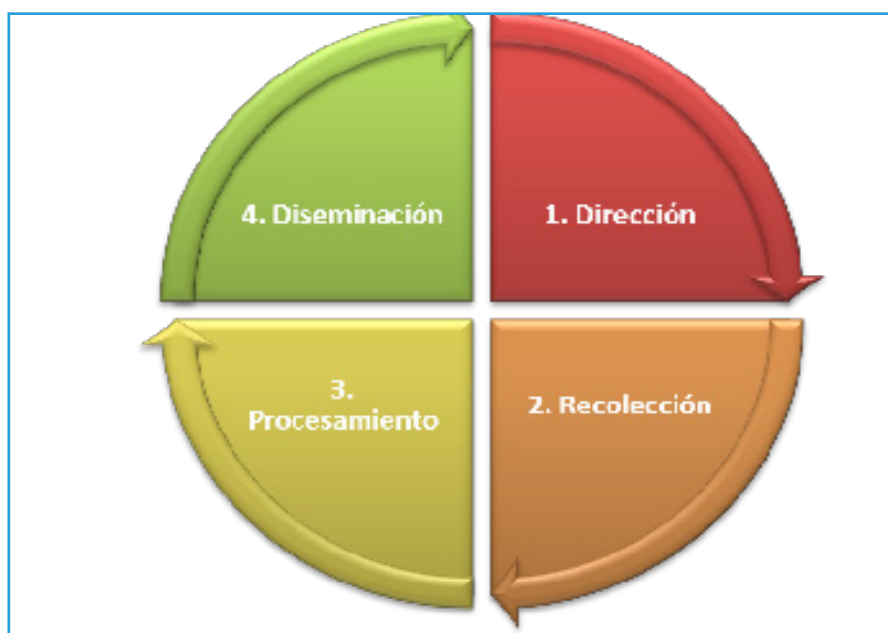 4. Diseminación
1. Dirección
3.
Procesamiento
2. Recolección